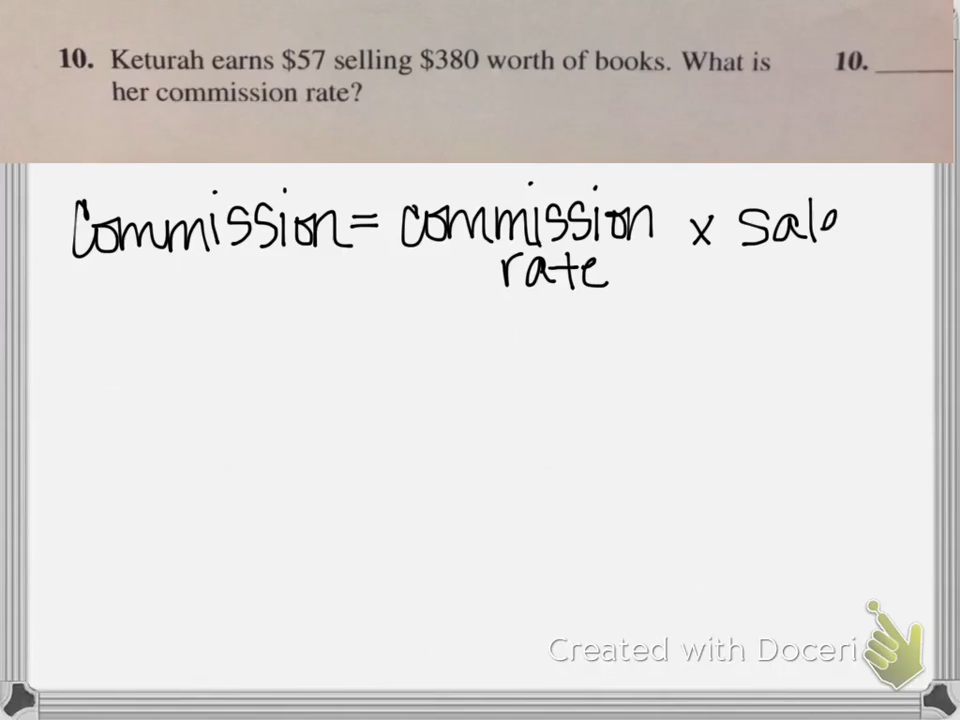 10. Keturah earns $57 selling $380 worth of books. What is 10.
her commission rate?
Commission = commission x sale
rate
Created with Doceri